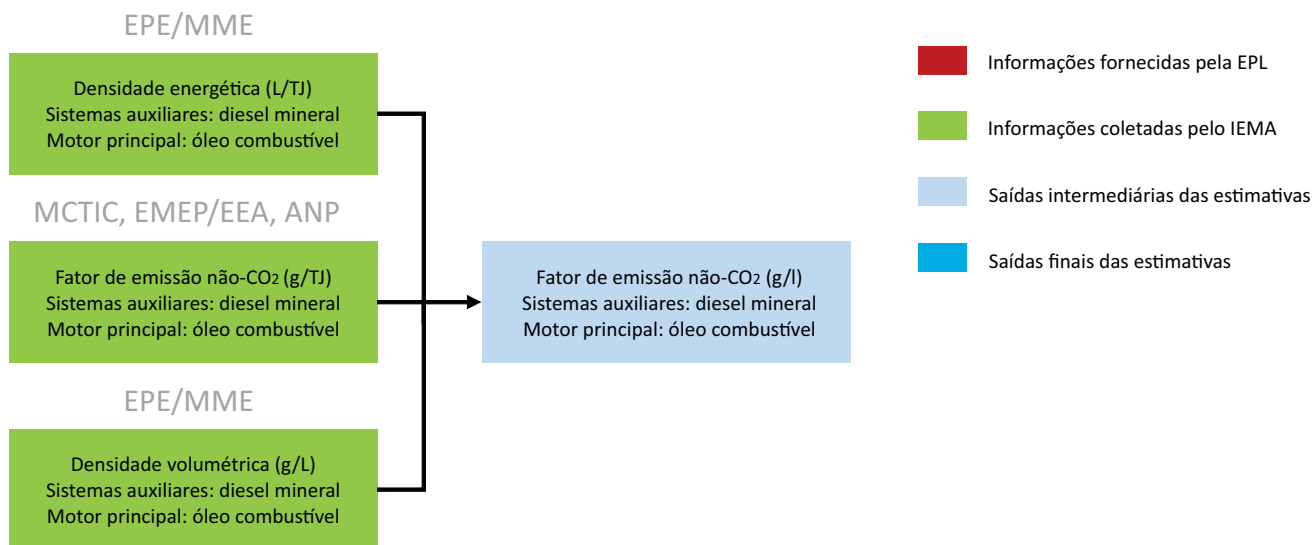 EPE/MME
Densidade energética (L/TJ)
Sistemas auxiliares: diesel mineral
Motor principal: óleo combustível
MCTIC, EMEP/EEA, ANP
Fator de emissão não-CO2 (g/TJ)
Sistemas auxiliares: diesel mineral
Motor principal: óleo combustível
EPE/MME
Densidade volumétrica (g/L)
Sistemas auxiliares: diesel mineral
Motor principal: óleo combustível
Fator de emissão não-CO2 (g/l)
Sistemas auxiliares: diesel mineral
Motor principal: óleo combustível
Informações fornecidas pela EPL
Informações coletadas pelo IEMA
Saídas intermediárias das estimativas
Saídas finais das estimativas